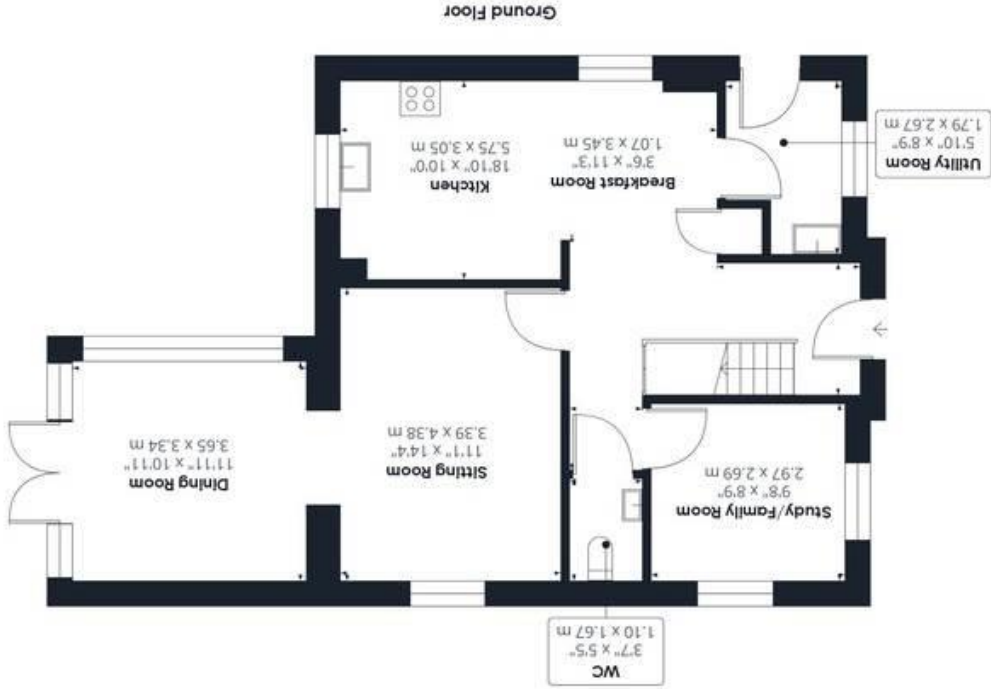 WC
3'7" x 5'5"
1.10 x 1.67 m
Study/Family Room
9'8" x 8'9"
2.97 x 2.69 m
Sitting Room
11'1" x 14'4"
3.39 x 4.38 m
Dining Room
11'11" x 10'11"
3.65 x 3.34 m
Utility Room
5'10" x 8'9"
1.79 x 2.67 m
Breakfast Room
3'6" x 11'3"
1.07 x 3.45 m
Kitchen
18'10" x 10'0"
5.75 x 3.05 m
Ground Floor